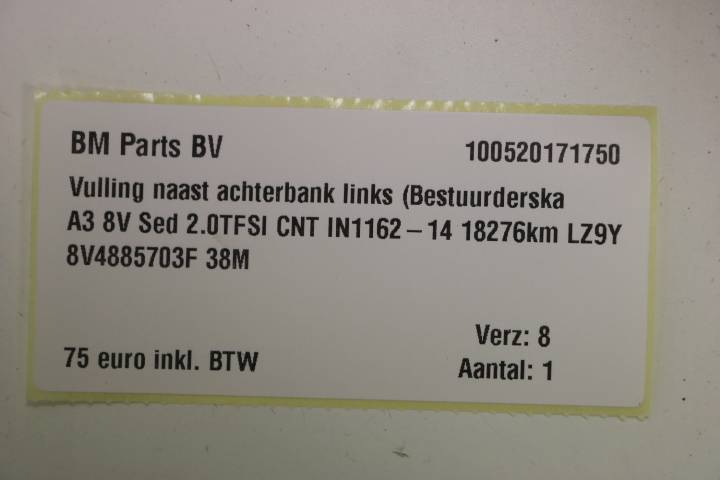 BM Parts BV 100520171750
Vulling naast achterbank links (Bestuurderska
A3 8V Sed 2.0TFSI CNT IN1162-14 18276km LZ9Y
8V4885703F 38M
Verz: 8
75 euro inkl. BTW Aantal: 1